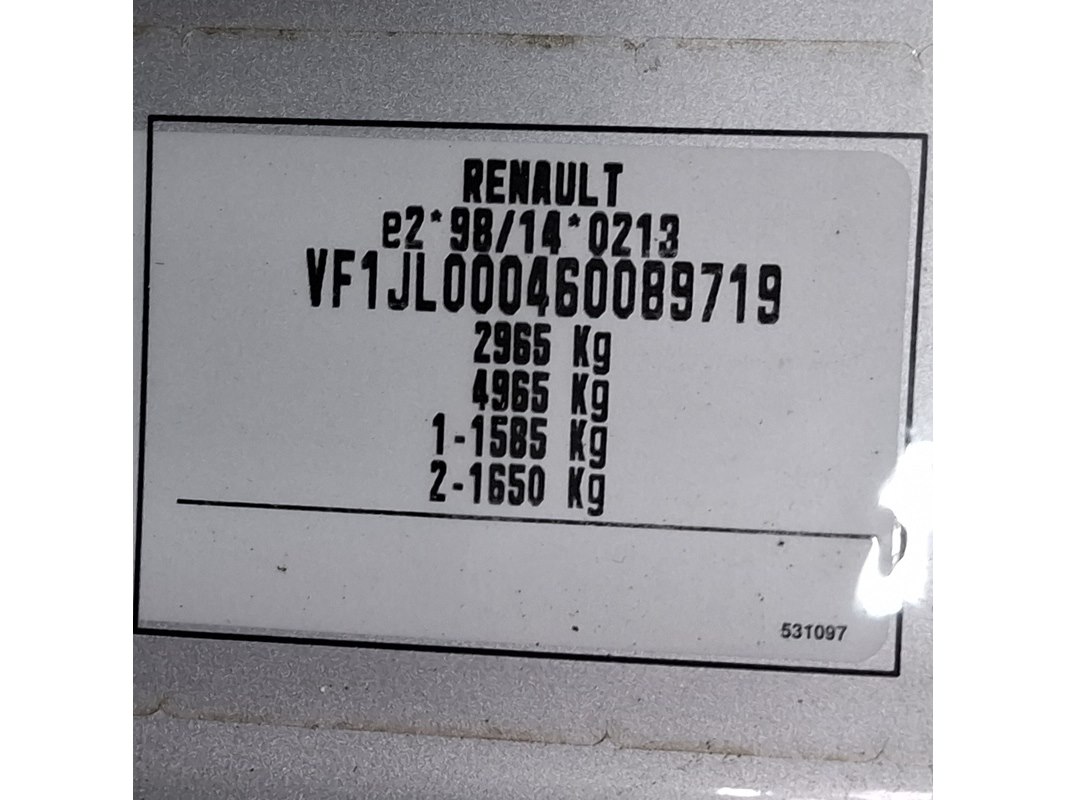 RENAULT
e2*98/14*0213
VF1JL000460089719
2965 Kg
4965 Kg
1-1585 Kg
2-1650 Kg
531097